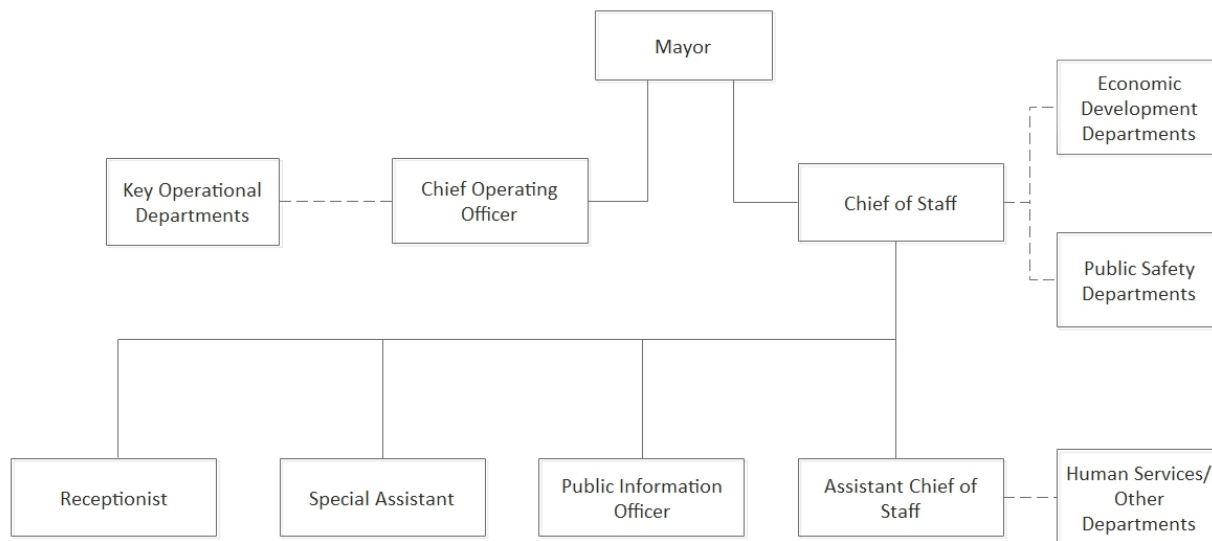 Mayor
Economic
Development
Departments
Key Operational
Departments
Chief Operating
Officer
Chief of Staff
Public Safety
Departments
Receptionist
Special Assistant
Public Information
Officer
Assistant Chief of
Staff
Human Services/
Other
Departments